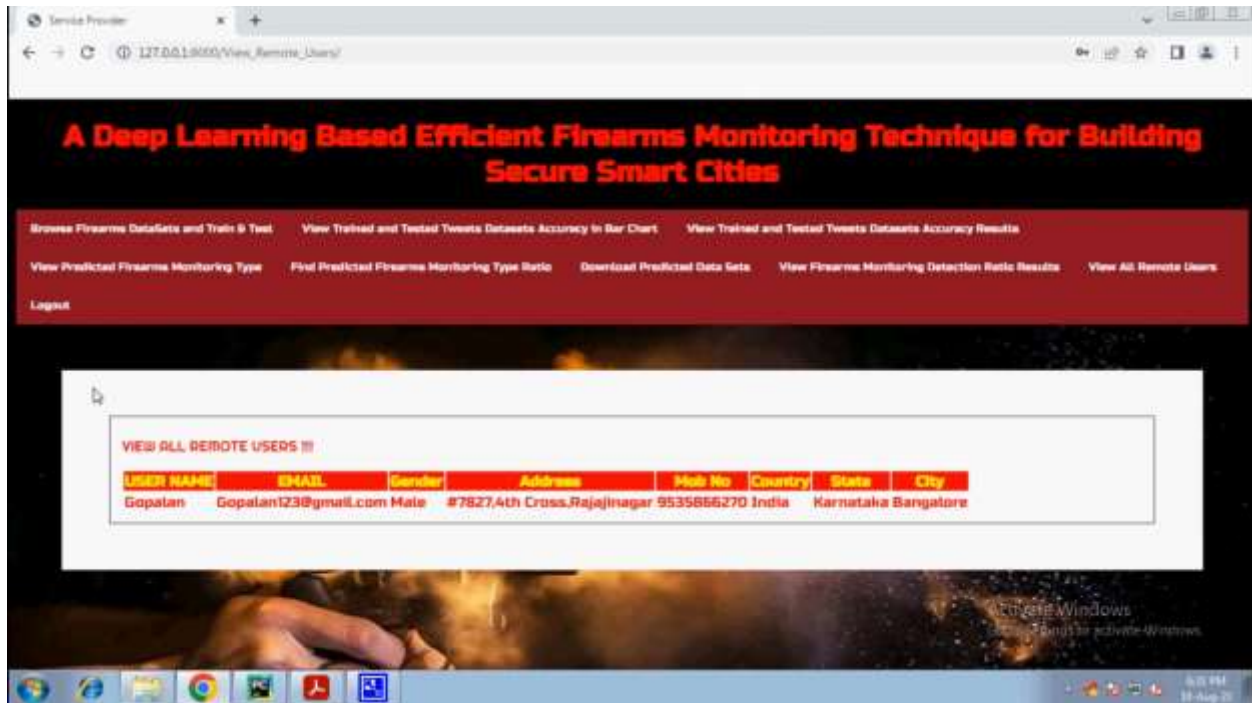 Service Provider
127.0.0.1:8000/View_Remote_Users/
A Deep Learning Based Efficient Firearms Monitoring Technique for Building
Secure Smart Cities
Browse Firearms DataSets and Train & Test View Trained and Tested Tweets Datasets Accuracy in Bar Chart View Trained and Tested Tweets Datasets Accuracy Results
View Predicted Firearms Monitoring Type Find Predicted Firearms Monitoring Type Ratio Download Predicted Data Sets View Firearms Monitoring Detection Ratio Results View All Remote Users
Logout
VIEW ALL REMOTE USERS !!!
USER NAME EMAIL Gender Address Mob No Country State City
Gopalan Gopalan123@gmail.com Male #7827,4th Cross,Rajajinagar 9535866270 India Karnataka Bangalore
Activate Windows
to activate Windows.